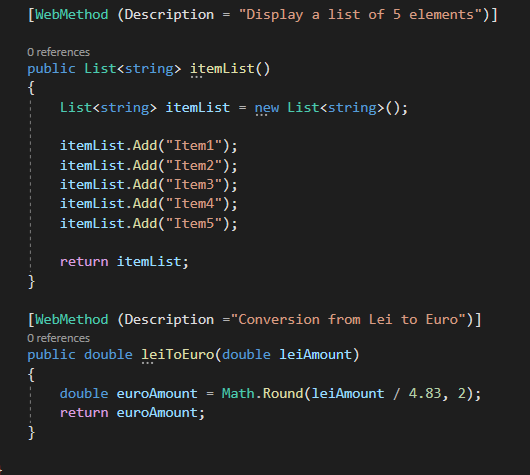 [WebMethod (Description = "Display a list of 5 elements")]
0 references
public List<string> itemList()
{
    List<string> itemList = new List<string>();
    itemList.Add("Item1");
    itemList.Add("Item2");
    itemList.Add("Item3");
    itemList.Add("Item4");
    itemList.Add("Item5");
    return itemList;
}
[WebMethod (Description ="Conversion from Lei to Euro")]
0 references
public double leiToEuro(double leiAmount)
{
    double euroAmount = Math.Round(leiAmount / 4.83, 2);
    return euroAmount;
}